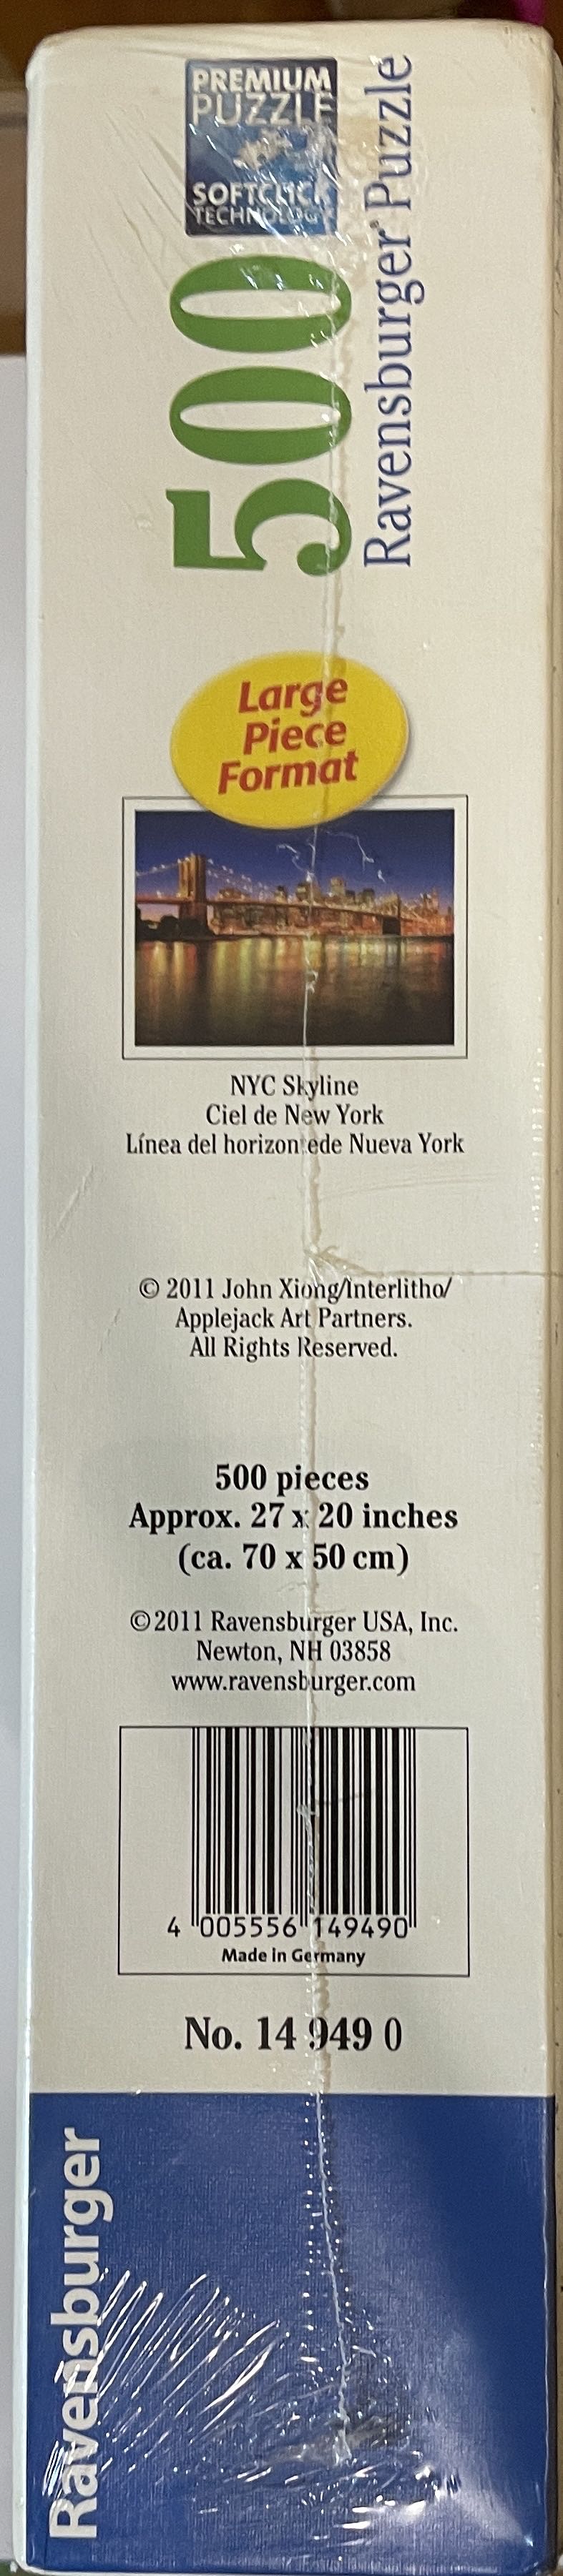 PREMIUM
PUZZLE
SOFTCLICK
TECHNOLOGY
500
Ravensburger® Puzzle
Large
Piece
Format
NYC Skyline
Ciel de New York
Línea del horizontede Nueva York
© 2011 John Xiong/Interlitho/
Applejack Art Partners.
All Rights Reserved.
500 pieces
Approx. 27 x 20 inches
(ca. 70 x 50 cm)
©2011 Ravensburger USA, Inc.
Newton, NH 03858
www.ravensburger.com
4 005556 149490
Made in Germany
No. 14 949 0
Ravensburger